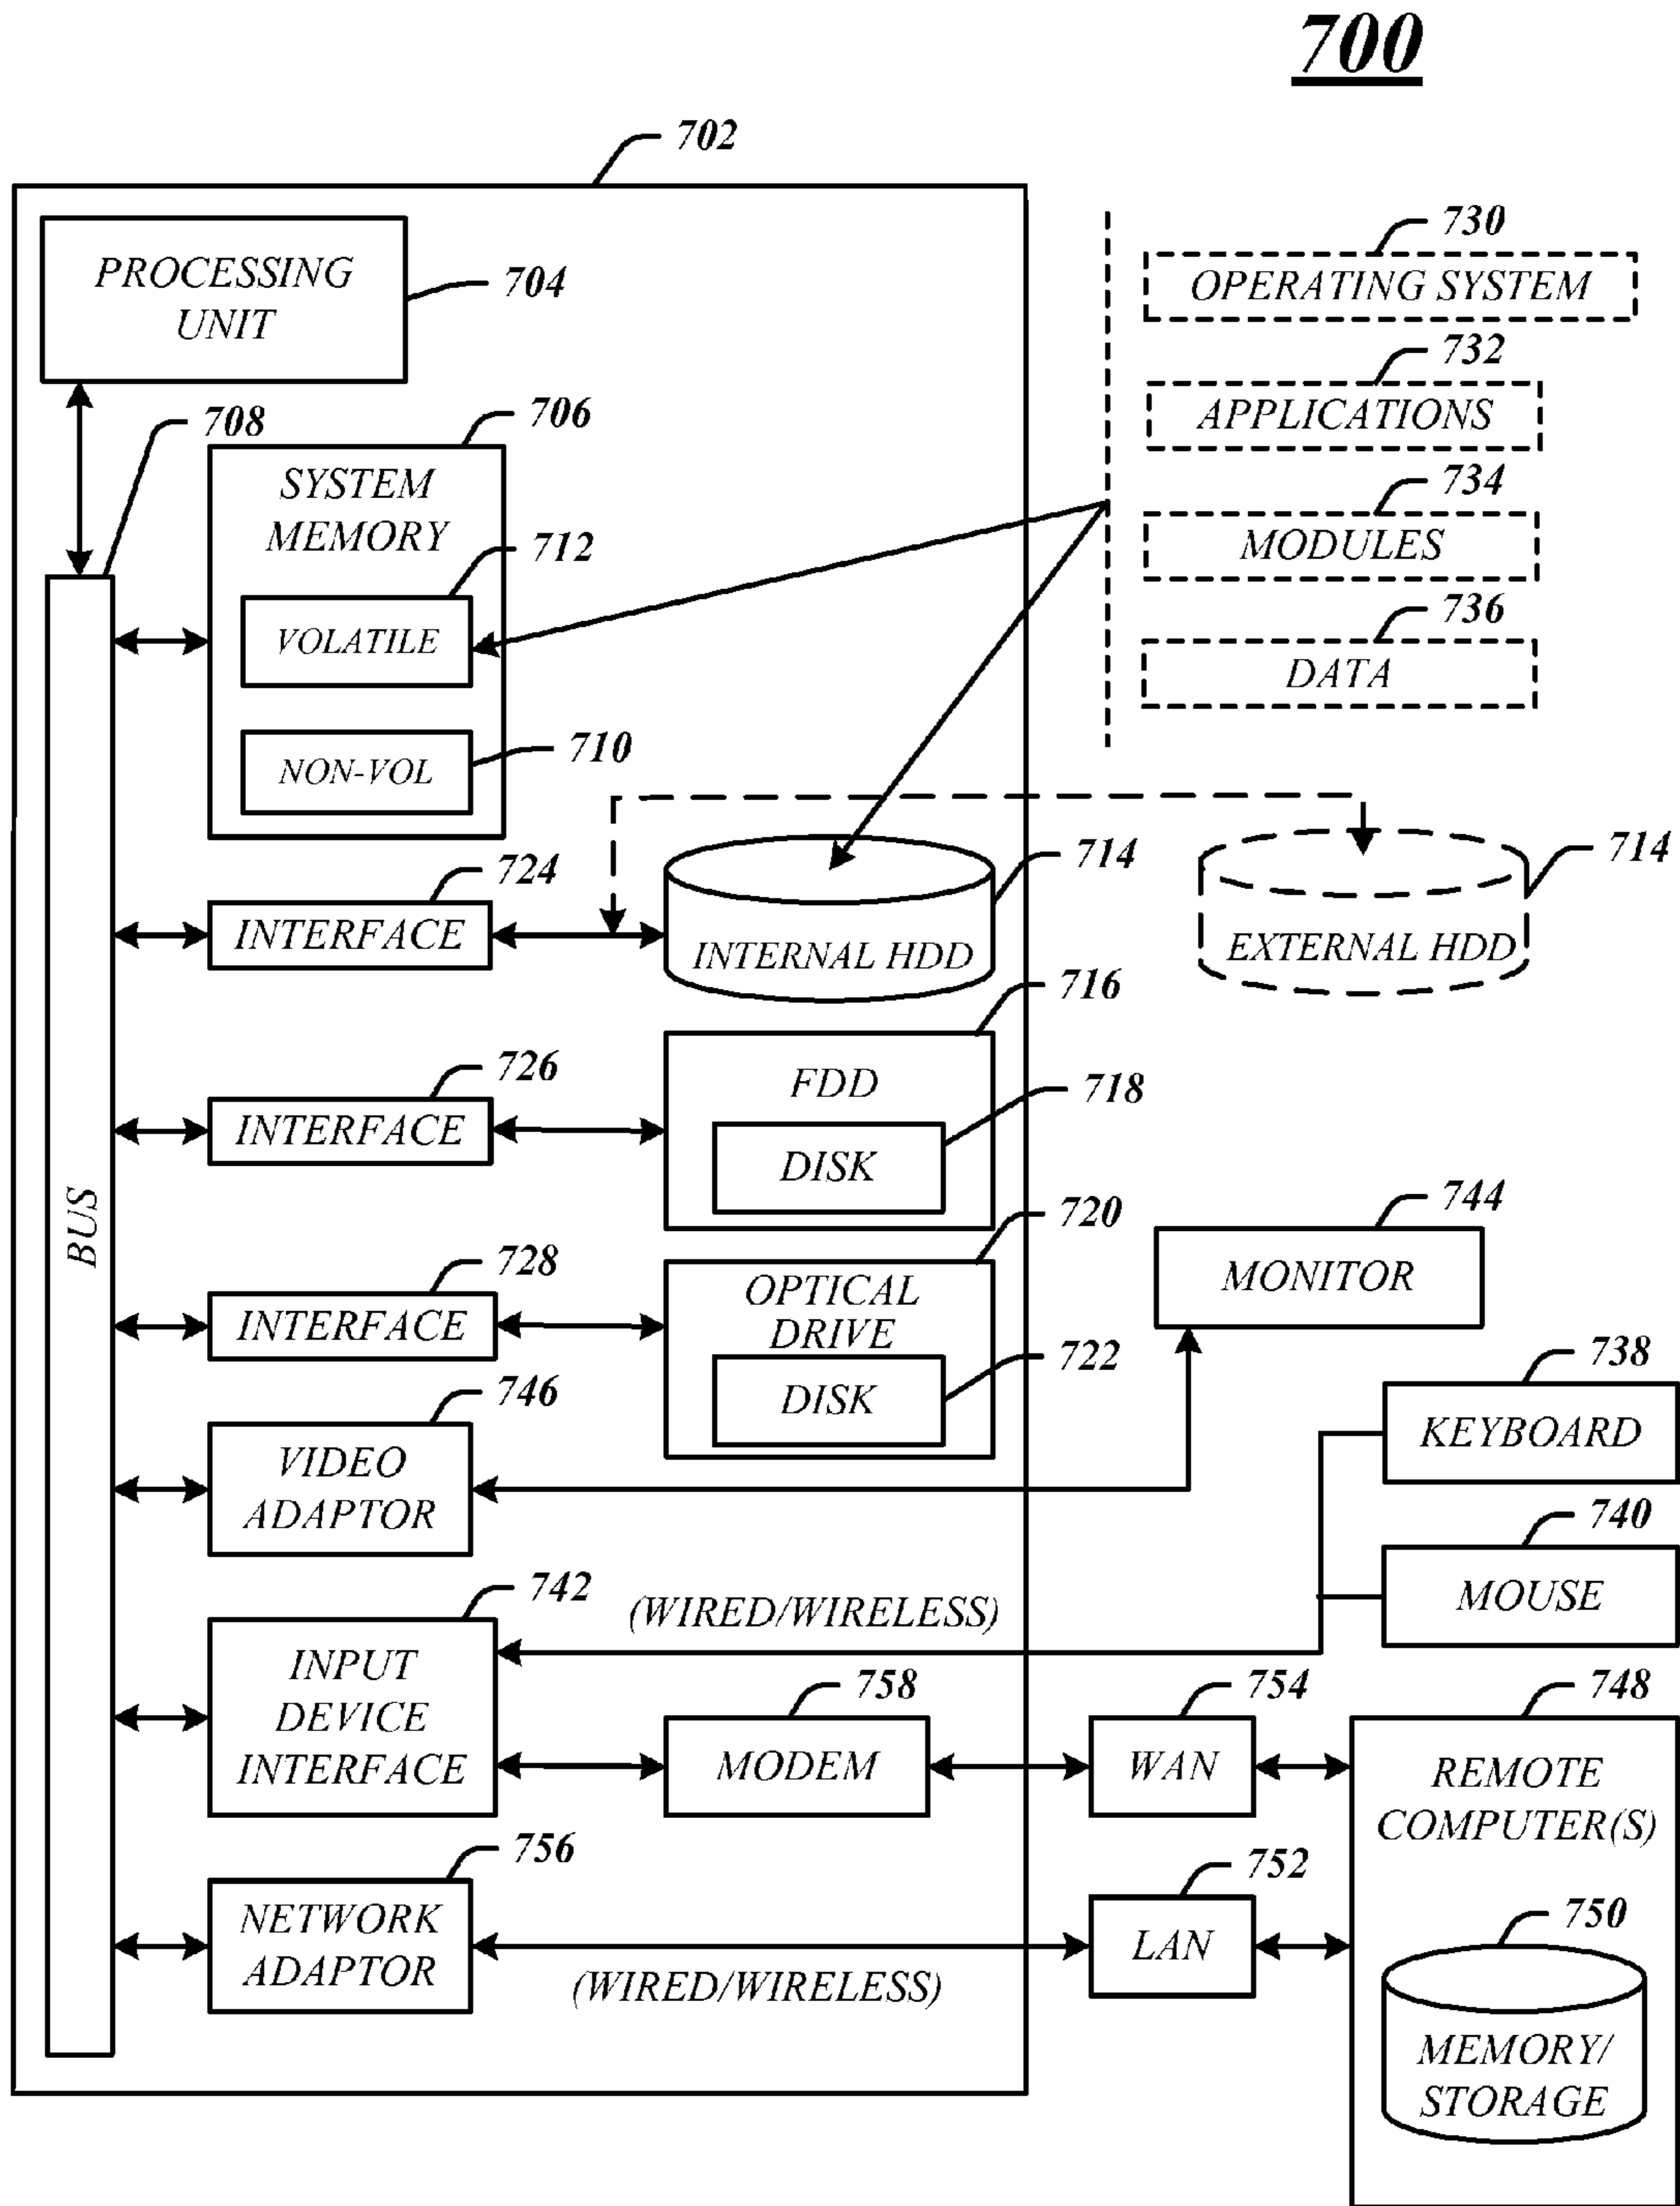 700
702
PROCESSING
UNIT
704
730
OPERATING SYSTEM
732
APPLICATIONS
734
MODULES
736
DATA
708
706
SYSTEM
MEMORY
712
VOLATILE
710
NON-VOL
BUS
724
INTERFACE
714
INTERNAL HDD
714
EXTERNAL HDD
726
INTERFACE
716
FDD
718
DISK
728
INTERFACE
720
OPTICAL
DRIVE
722
DISK
744
MONITOR
746
VIDEO
ADAPTOR
738
KEYBOARD
740
MOUSE
742
INPUT
DEVICE
INTERFACE
(WIRED/WIRELESS)
758
MODEM
754
WAN
748
REMOTE
COMPUTER(S)
756
NETWORK
ADAPTOR
(WIRED/WIRELESS)
752
LAN
750
MEMORY/
STORAGE